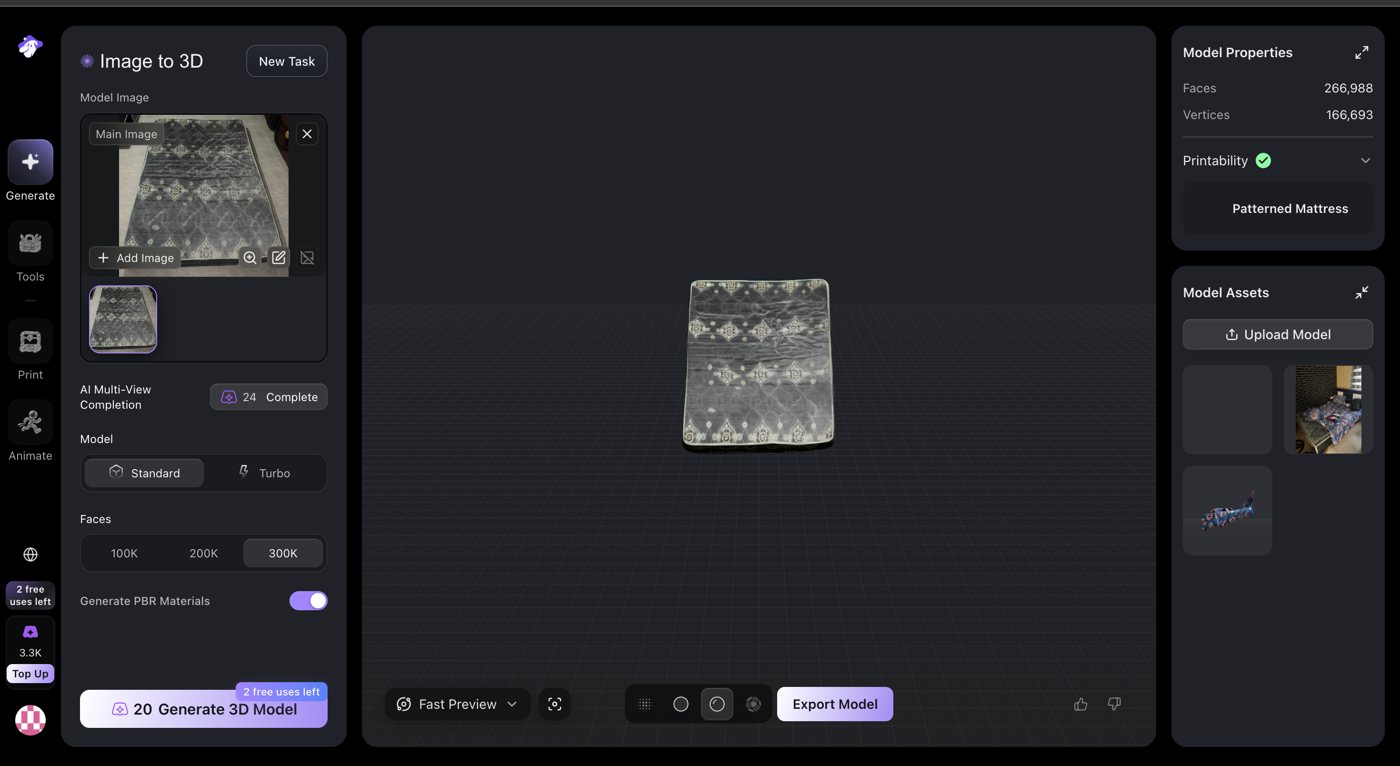 Image to 3D
New Task
Model Image
Main Image
Add Image
AI Multi-View
Completion
24 Complete
Model
Standard
Turbo
Faces
100K
200K
300K
Generate PBR Materials
2 free uses left
20 Generate 3D Model
Generate
Tools
Print
Animate
2 free
uses left
3.3K
Top Up
Fast Preview
Export Model
Model Properties
Faces 266,988
Vertices 166,693
Printability
Patterned Mattress
Model Assets
Upload Model